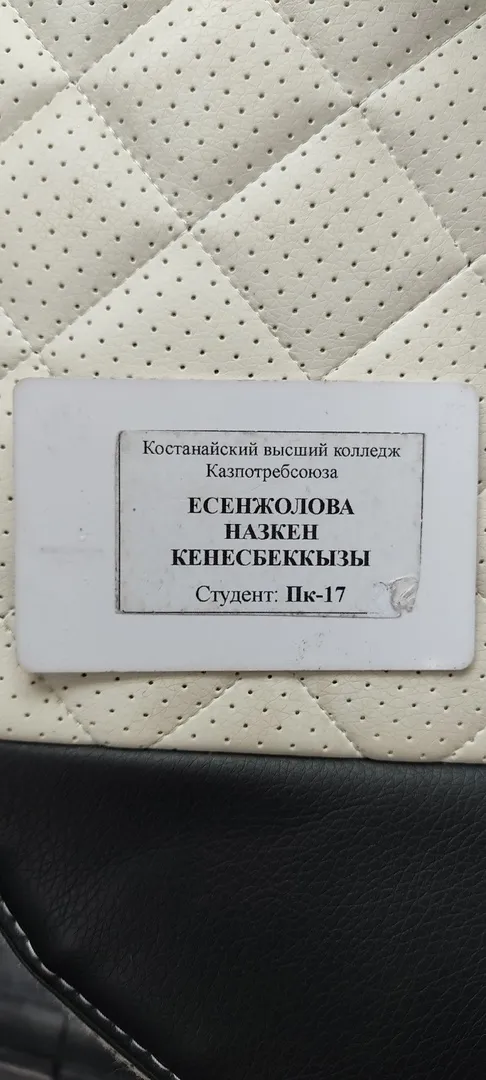 Костанайский высший колледж
Казпотребсоюза
ЕСЕНЖОЛОВА
НАЗКЕН
КЕНЕСБЕККЫЗЫ
Студент: Пк-17